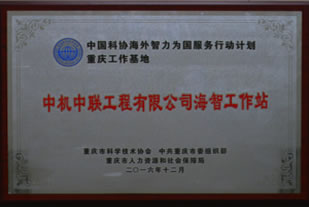 中国科协海外智力为国服务行动计划
重庆工作基地
中机中联工程有限公司海智工作站
重庆市科学技术协会 中共重庆市委组织部
重庆市人力资源和社会保障局
二〇一六年十二月